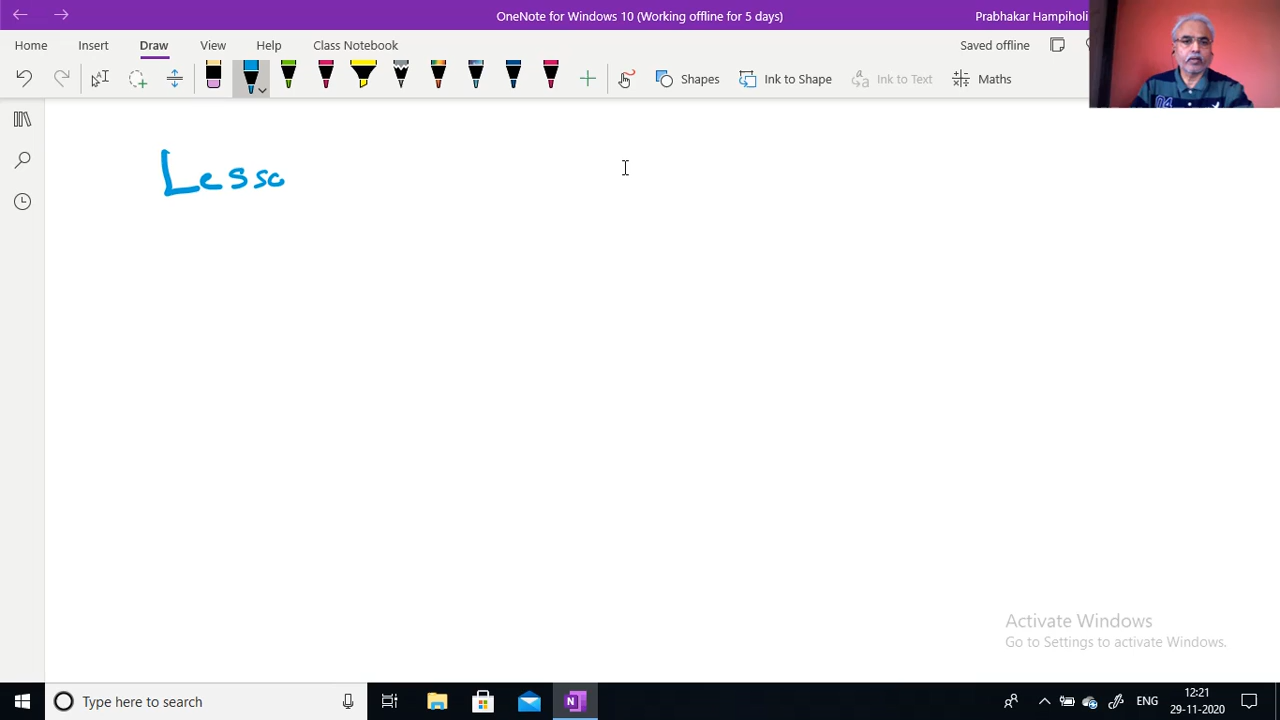 OneNote for Windows 10 (Working offline for 5 days)
Prabhakar Hampiholi
Home Insert Draw View Help Class Notebook Saved offline
Shapes Ink to Shape Ink to Text Maths
Lesso
Activate Windows
Go to Settings to activate Windows.
Type here to search
ENG
12:21
29-11-2020